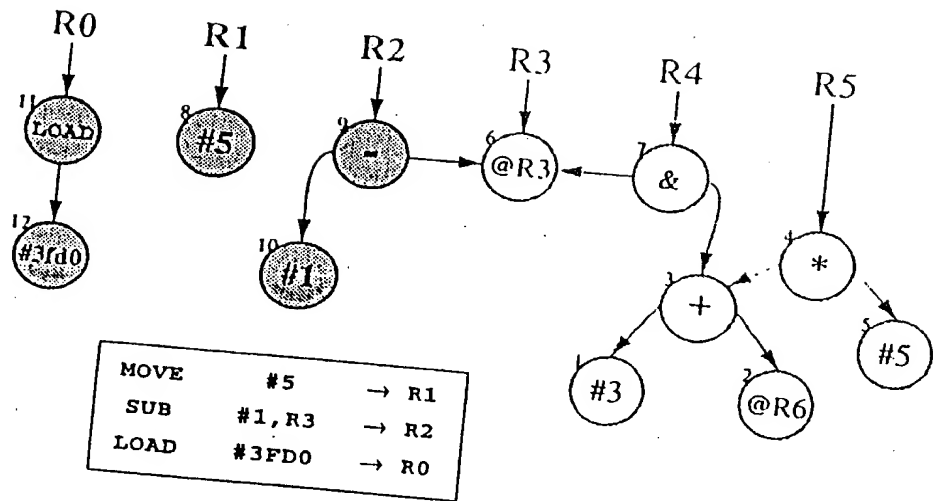 R0
R1
R2
R3
R4
R5
11
LOAD
8
#5
9
-
6
@R3
7
&
12
#3fd0
10
#1
3
+
4
*
1
#3
2
@R6
5
#5
MOVE #5 → R1
SUB #1,R3 → R2
LOAD #3FD0 → R0